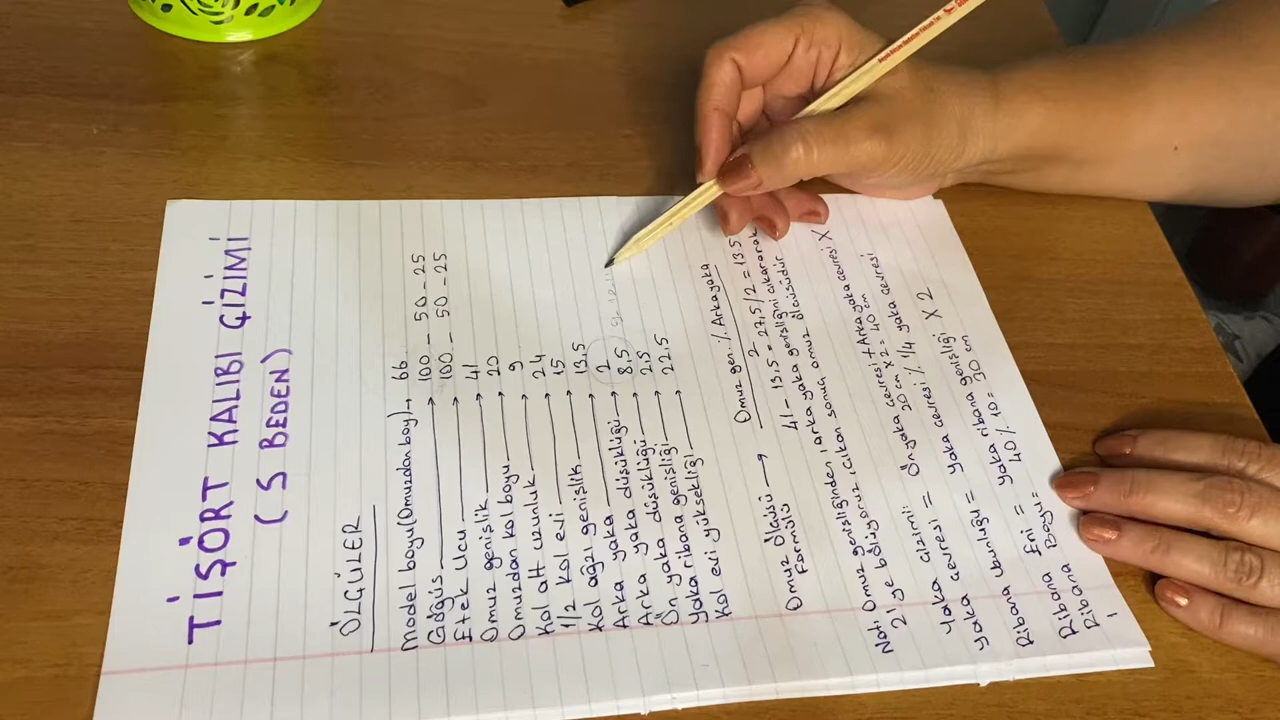 TİŞÖRT KALIBI ÇİZİMİ
( S BEDEN )
ÖLÇÜLER
Model boyu (Omuzdan boy) → 66
Göğüs → 100 – 50 – 25
Etek Ucu → 100 – 50 – 25
Omuz genişlik → 41
Omuzdan kol boyu → 20
Kol alt uzunluk → 9
1/2 kol evi → 24
Kol ağzı genişlik → 15
Arka yaka → 13,5
Arka yaka düşüklüğü → 2
Ön yaka düşüklüğü → 8,5
Yaka ribana genişliği → 2,5
Kol evi yüksekliği → 22,5
Omuz Ölçüsü Formülü → Omuz gen. % Arka yaka
2
41 – 13,5 = 27,5 / 2 = 13.5
Not: Omuz genişliğinden, arka yaka genişliğini çıkararak
2'ye bölüyoruz, çıkan sonuç omuz ölçüsüdür
Yaka çizimi: Ön yaka çevresi + Arka yaka çevresi X
20 cm x 2 = 40 cm
Yaka çevresi = yaka çevresi % 1/4 yaka çevresi
40 % 10 = 30 cm
Ribana Eni = yaka ribana genişliği X 2
Ribana Boyu =